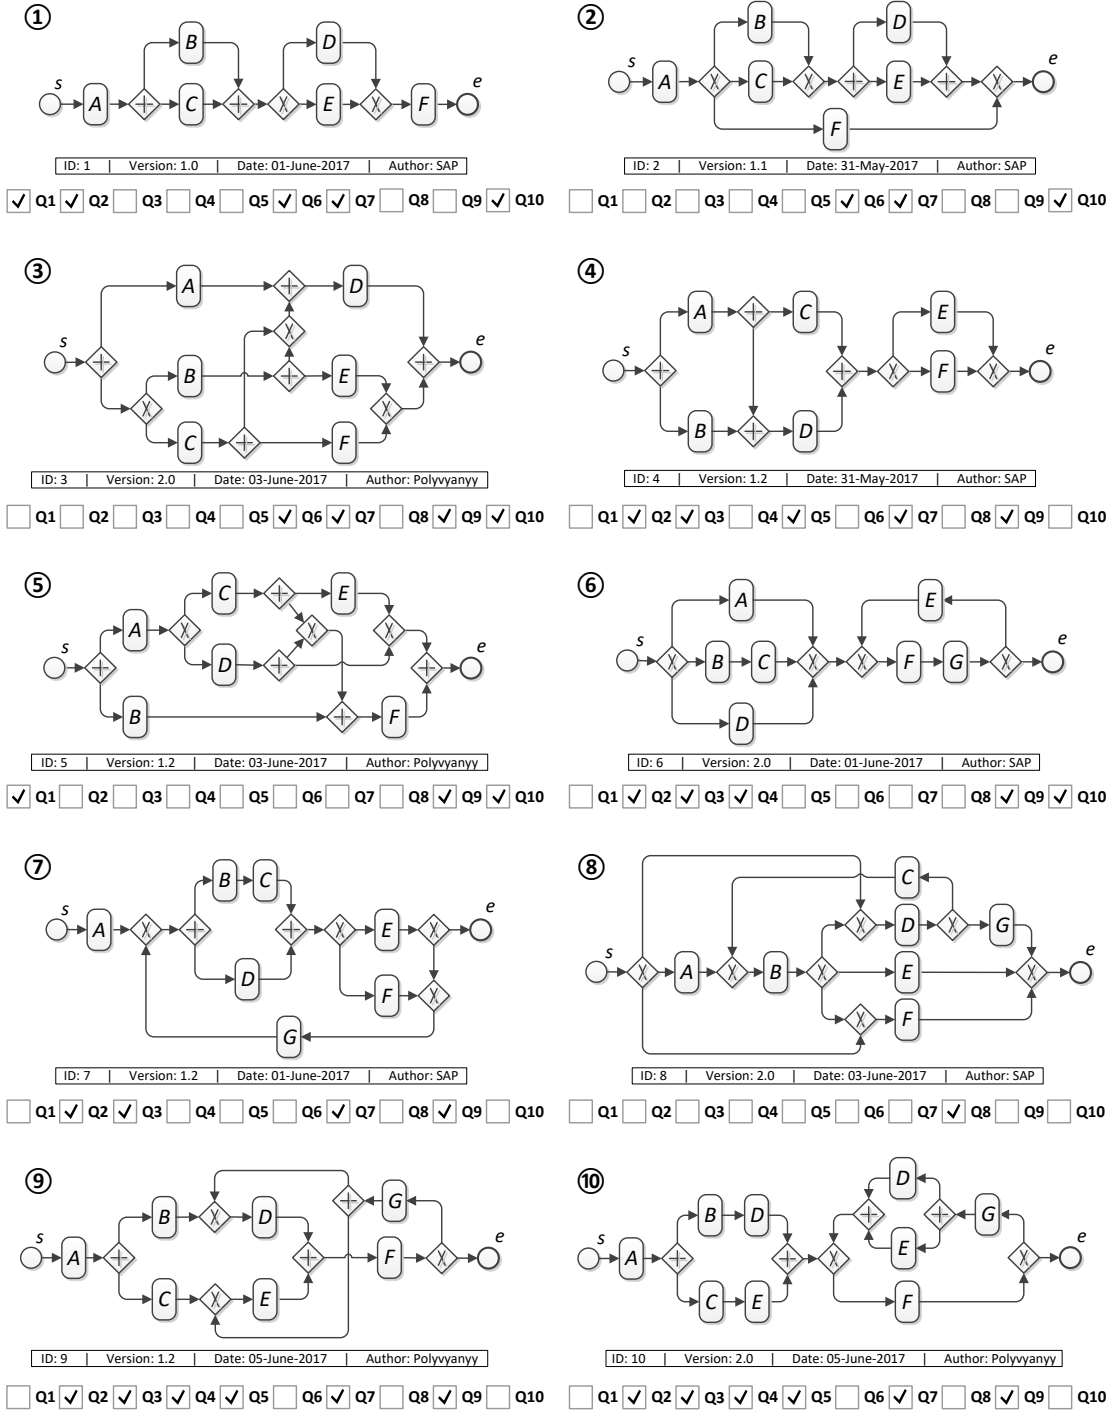 ① ②
B D B D
s A C E F e s A C E e
F
ID: 1 | Version: 1.0 | Date: 01-June-2017 | Author: SAP
ID: 2 | Version: 1.1 | Date: 31-May-2017 | Author: SAP
✓ Q1 ✓ Q2 Q3 Q4 Q5 ✓ Q6 ✓ Q7 Q8 Q9 ✓ Q10
Q1 Q2 Q3 Q4 Q5 ✓ Q6 ✓ Q7 Q8 Q9 ✓ Q10
③ ④
A D A C E
s B E e s F e
C F B D
ID: 3 | Version: 2.0 | Date: 03-June-2017 | Author: Polyvyanyy
ID: 4 | Version: 1.2 | Date: 31-May-2017 | Author: SAP
Q1 Q2 Q3 Q4 Q5 ✓ Q6 ✓ Q7 Q8 ✓ Q9 ✓ Q10
Q1 ✓ Q2 ✓ Q3 Q4 ✓ Q5 Q6 ✓ Q7 Q8 ✓ Q9 Q10
⑤ ⑥
C E A E
A
s D e s B C F G e
B F D
ID: 5 | Version: 1.2 | Date: 03-June-2017 | Author: Polyvyanyy
ID: 6 | Version: 2.0 | Date: 01-June-2017 | Author: SAP
✓ Q1 Q2 Q3 Q4 Q5 Q6 Q7 Q8 ✓ Q9 ✓ Q10
Q1 ✓ Q2 ✓ Q3 ✓ Q4 Q5 Q6 Q7 Q8 ✓ Q9 ✓ Q10
⑦ ⑧
B C C
s A E e D G
D F s A B E e
G F
ID: 7 | Version: 1.2 | Date: 01-June-2017 | Author: SAP
ID: 8 | Version: 2.0 | Date: 03-June-2017 | Author: SAP
Q1 ✓ Q2 ✓ Q3 Q4 Q5 Q6 ✓ Q7 Q8 ✓ Q9 Q10
Q1 Q2 Q3 Q4 Q5 Q6 Q7 ✓ Q8 Q9 Q10
⑨ ⑩
G D
B D B D G
s A F e s A E e
C E C E F
ID: 9 | Version: 1.2 | Date: 05-June-2017 | Author: Polyvyanyy
ID: 10 | Version: 2.0 | Date: 05-June-2017 | Author: Polyvyanyy
Q1 ✓ Q2 ✓ Q3 ✓ Q4 ✓ Q5 Q6 ✓ Q7 Q8 ✓ Q9 Q10
Q1 ✓ Q2 ✓ Q3 ✓ Q4 ✓ Q5 Q6 ✓ Q7 Q8 ✓ Q9 Q10